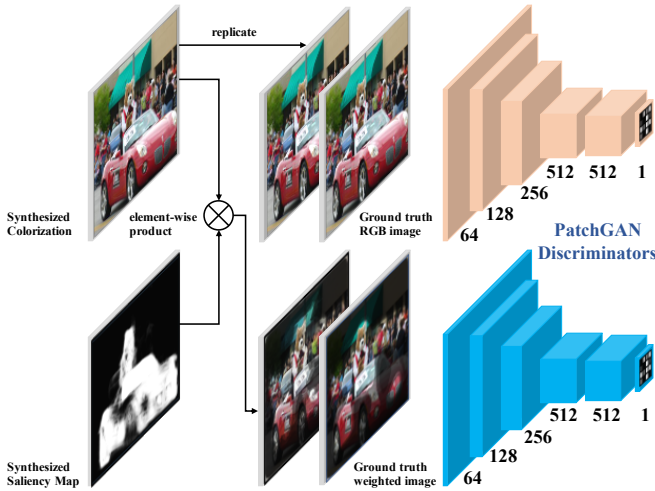 replicate
Synthesized
Colorization
element-wise
product
Ground truth
RGB image
64
128
256
512
512
1
PatchGAN
Discriminators
Synthesized
Saliency Map
Ground truth
weighted image
64
128
256
512
512
1